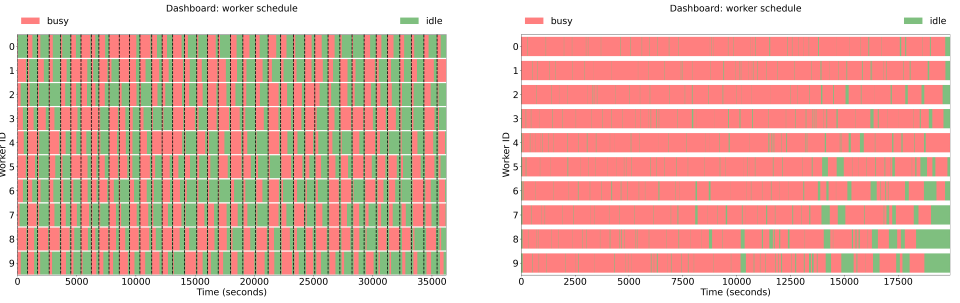 Dashboard: worker schedule
busy idle
0
1
2
3
4
5
6
7
8
9
Worker ID
0 5000 10000 15000 20000 25000 30000 35000
Time (seconds)
Dashboard: worker schedule
busy idle
0
1
2
3
4
5
6
7
8
9
Worker ID
0 2500 5000 7500 10000 12500 15000 17500
Time (seconds)